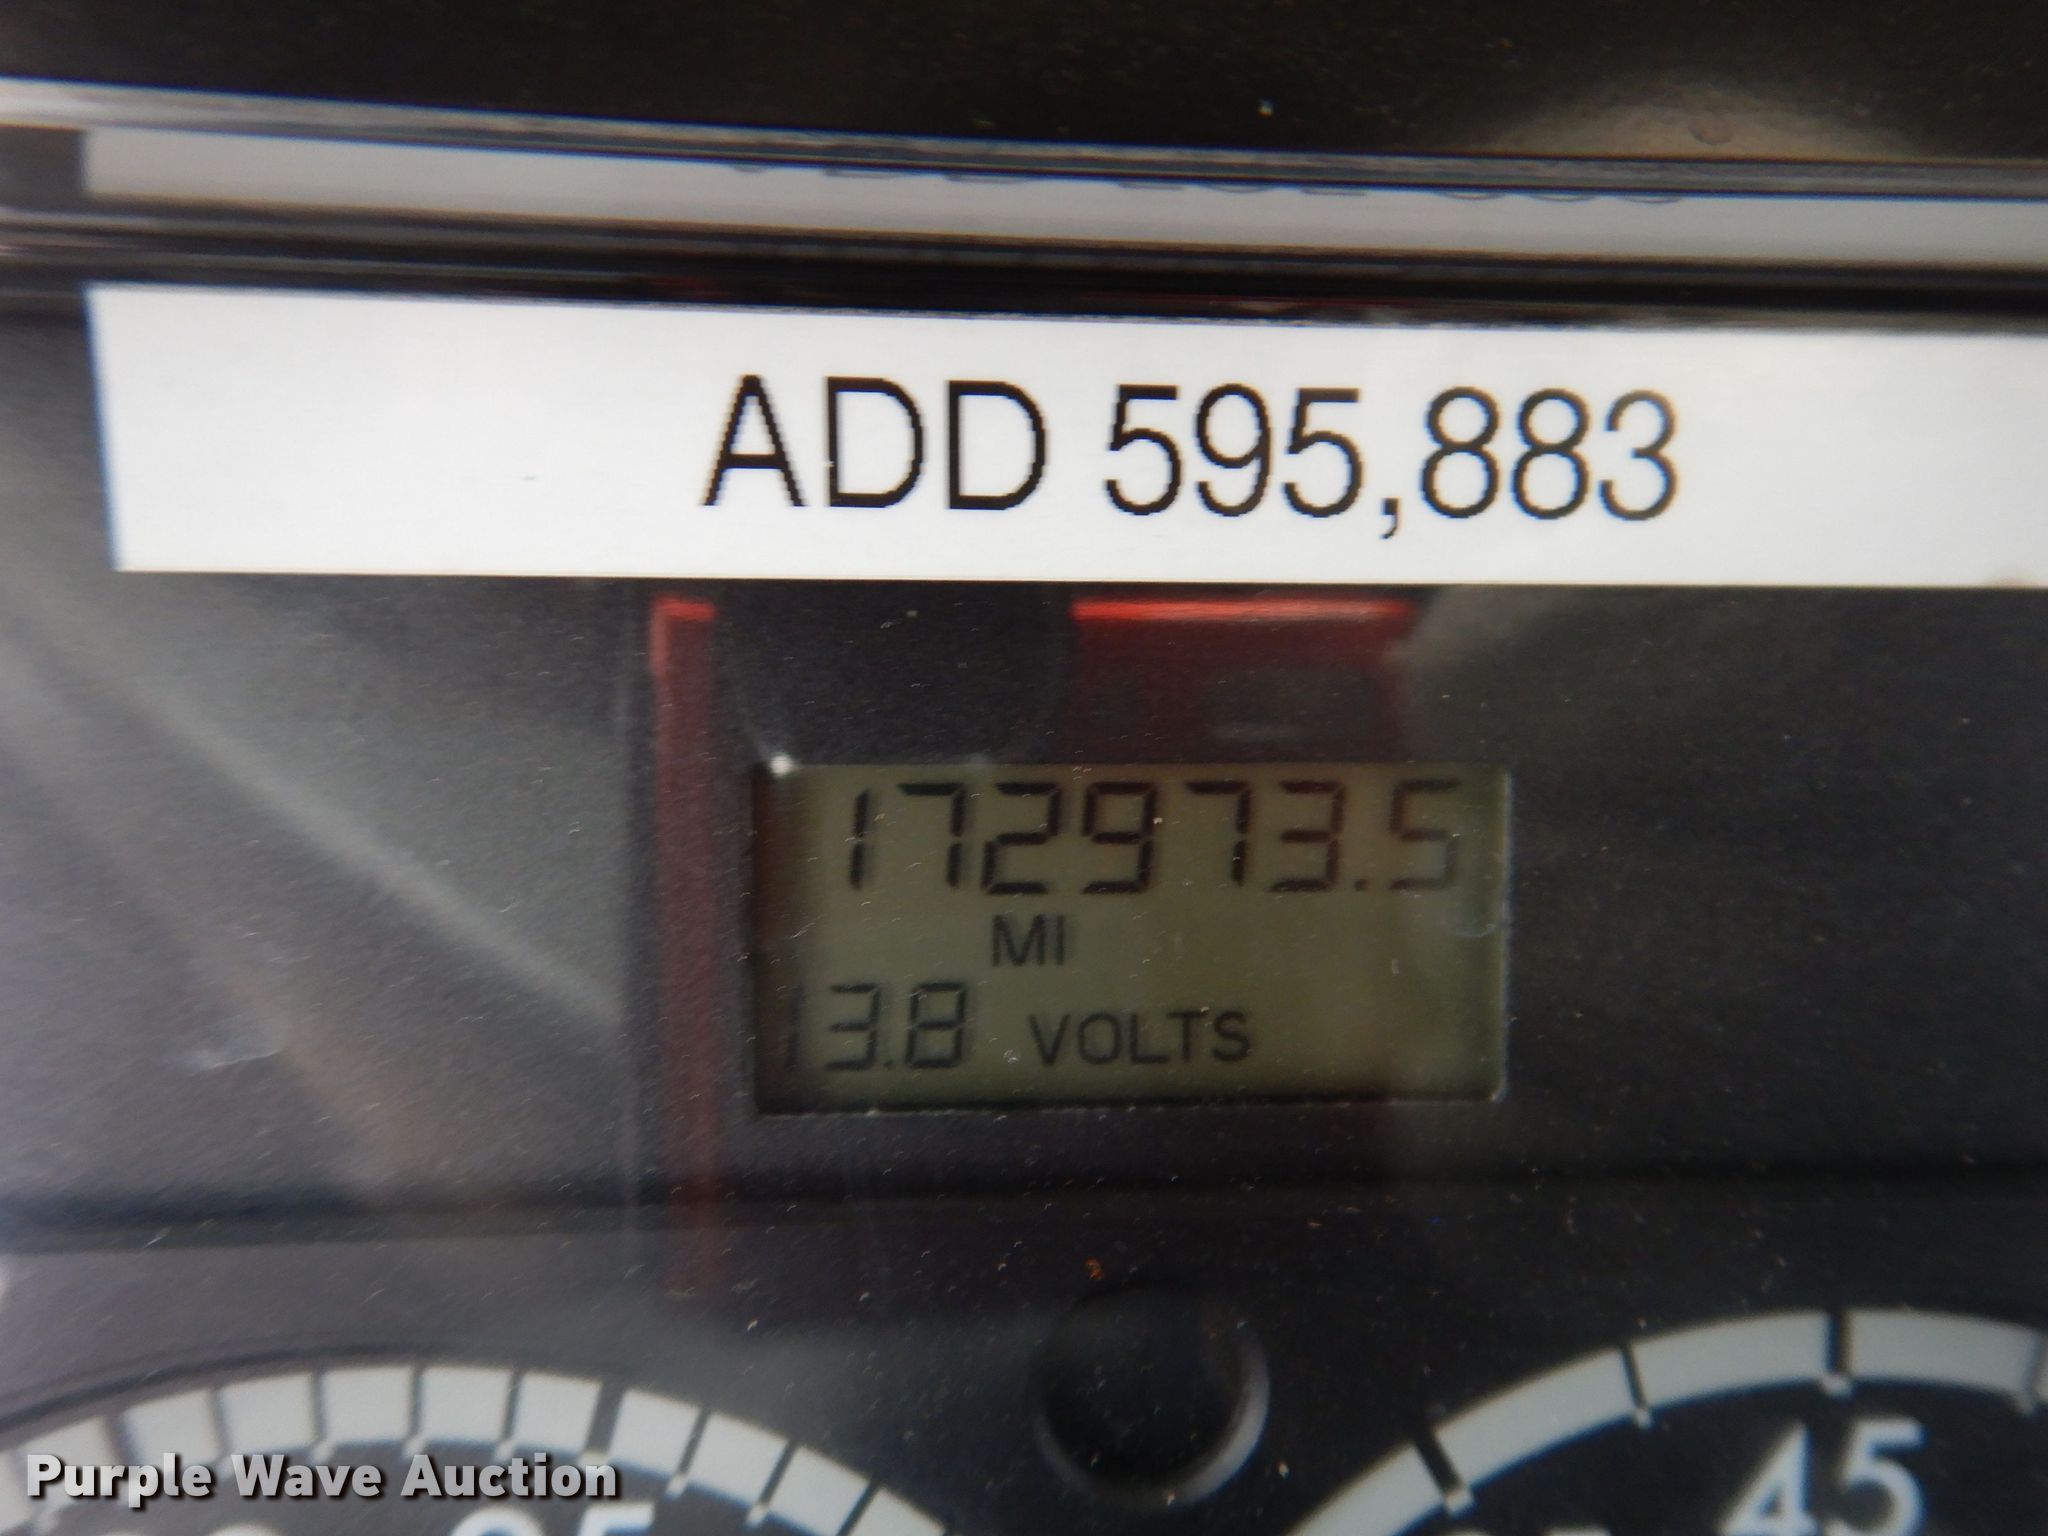 ADD 595,883
172973.5
MI
13.8 VOLTS
45
Purple Wave Auction